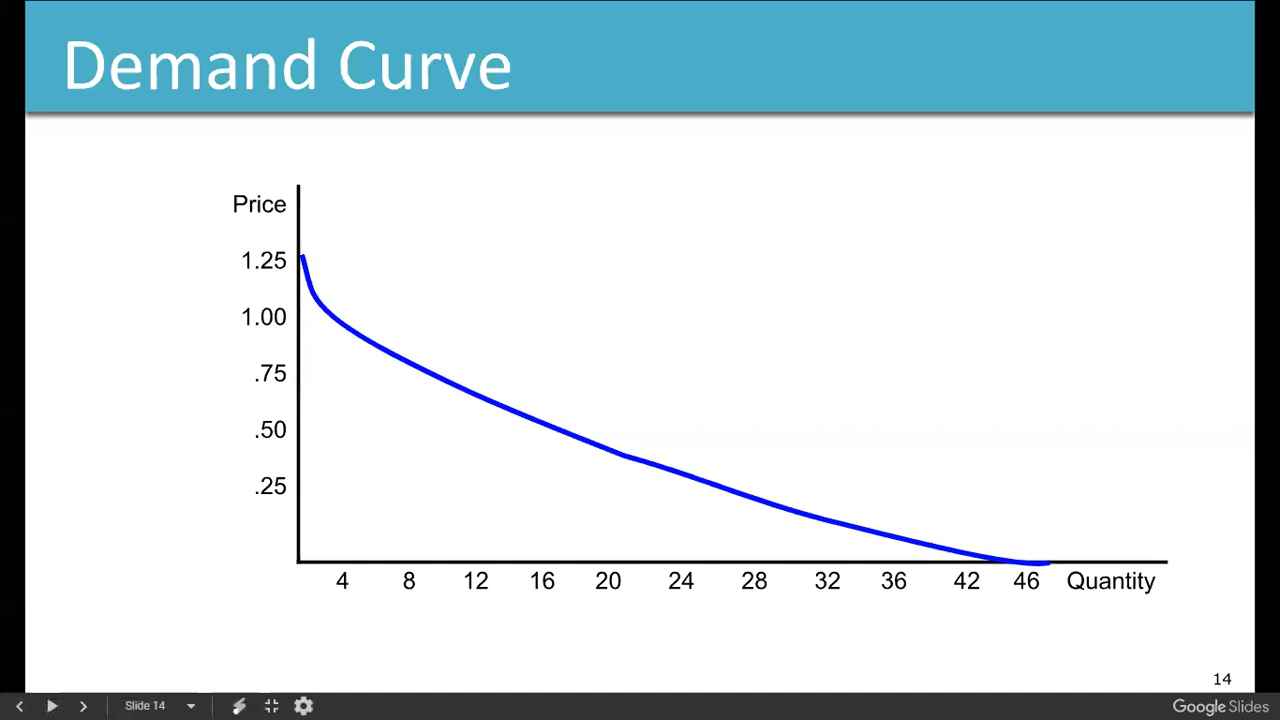 Demand Curve
Price
1.25
1.00
.75
.50
.25
4 8 12 16 20 24 28 32 36 42 46 Quantity
14
Slide 14
Google Slides